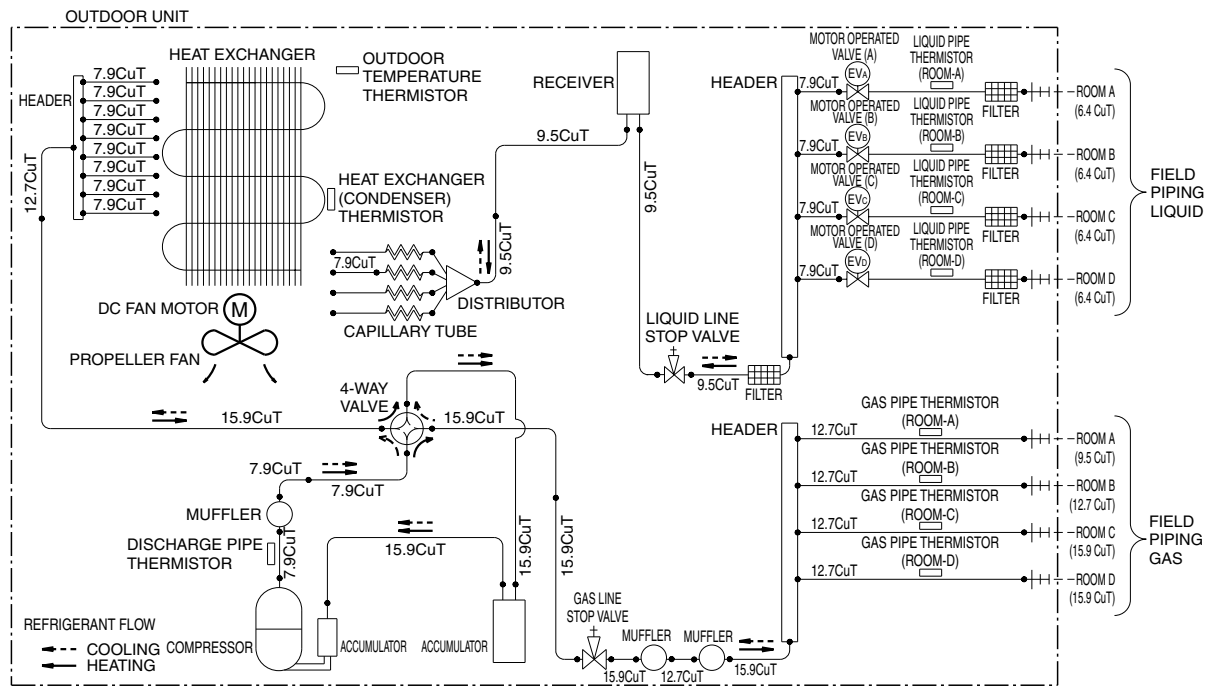 OUTDOOR UNIT
HEAT EXCHANGER
7.9CuT
7.9CuT
7.9CuT
7.9CuT
7.9CuT
7.9CuT
7.9CuT
7.9CuT
HEADER
12.7CuT
OUTDOOR
TEMPERATURE
THERMISTOR
HEAT EXCHANGER
(CONDENSER)
THERMISTOR
7.9CuT
CAPILLARY TUBE
DISTRIBUTOR
9.5CuT
9.5CuT
RECEIVER
9.5CuT
LIQUID LINE
STOP VALVE
9.5CuT
FILTER
HEADER
MOTOR OPERATED
VALVE (A)
EVA
7.9CuT
LIQUID PIPE
THERMISTOR
(ROOM-A)
FILTER
ROOM A
(6.4 CuT)
MOTOR OPERATED
VALVE (B)
EVB
7.9CuT
LIQUID PIPE
THERMISTOR
(ROOM-B)
FILTER
ROOM B
(6.4 CuT)
MOTOR OPERATED
VALVE (C)
EVC
7.9CuT
LIQUID PIPE
THERMISTOR
(ROOM-C)
FILTER
ROOM C
(6.4 CuT)
MOTOR OPERATED
VALVE (D)
EVD
7.9CuT
LIQUID PIPE
THERMISTOR
(ROOM-D)
FILTER
ROOM D
(6.4 CuT)
FIELD
PIPING
LIQUID
DC FAN MOTOR
M
PROPELLER FAN
4-WAY
VALVE
15.9CuT
15.9CuT
7.9CuT
7.9CuT
MUFFLER
DISCHARGE PIPE
THERMISTOR
7.9CuT
15.9CuT
15.9CuT
15.9CuT
REFRIGERANT FLOW
COOLING
HEATING
COMPRESSOR
ACCUMULATOR
ACCUMULATOR
GAS LINE
STOP VALVE
MUFFLER
MUFFLER
15.9CuT
12.7CuT
15.9CuT
HEADER
12.7CuT
GAS PIPE THERMISTOR
(ROOM-A)
ROOM A
(9.5 CuT)
12.7CuT
GAS PIPE THERMISTOR
(ROOM-B)
ROOM B
(12.7 CuT)
12.7CuT
GAS PIPE THERMISTOR
(ROOM-C)
ROOM C
(15.9 CuT)
12.7CuT
GAS PIPE THERMISTOR
(ROOM-D)
ROOM D
(15.9 CuT)
FIELD
PIPING
GAS